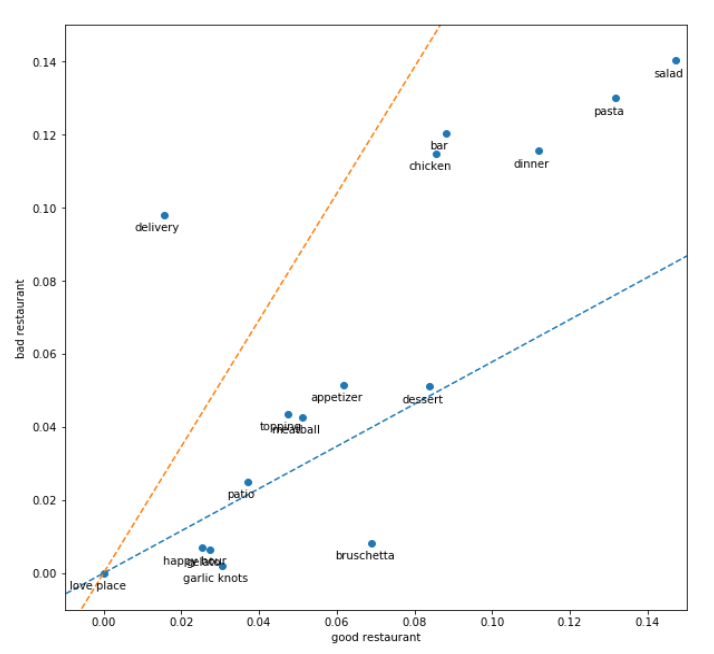 0.14
0.12
0.10
0.08
0.06
0.04
0.02
0.00
bad restaurant
salad
pasta
bar
chicken
dinner
delivery
appetizer
dessert
topping
meatball
patio
bruschetta
happy hour
garlic knots
love place
0.00 0.02 0.04 0.06 0.08 0.10 0.12 0.14
good restaurant